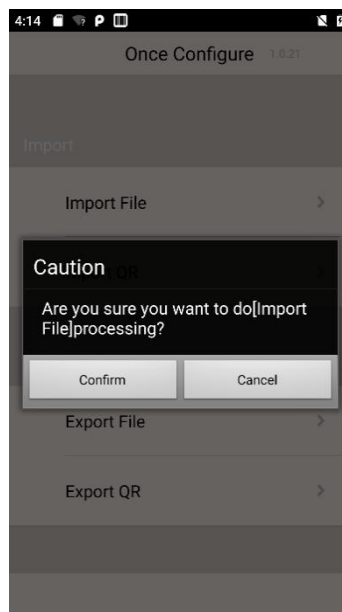 4:14
Once Configure 1.0.21
Import
Import File
Caution
Are you sure you want to do[Import
File]processing?
Confirm Cancel
Export File
Export QR